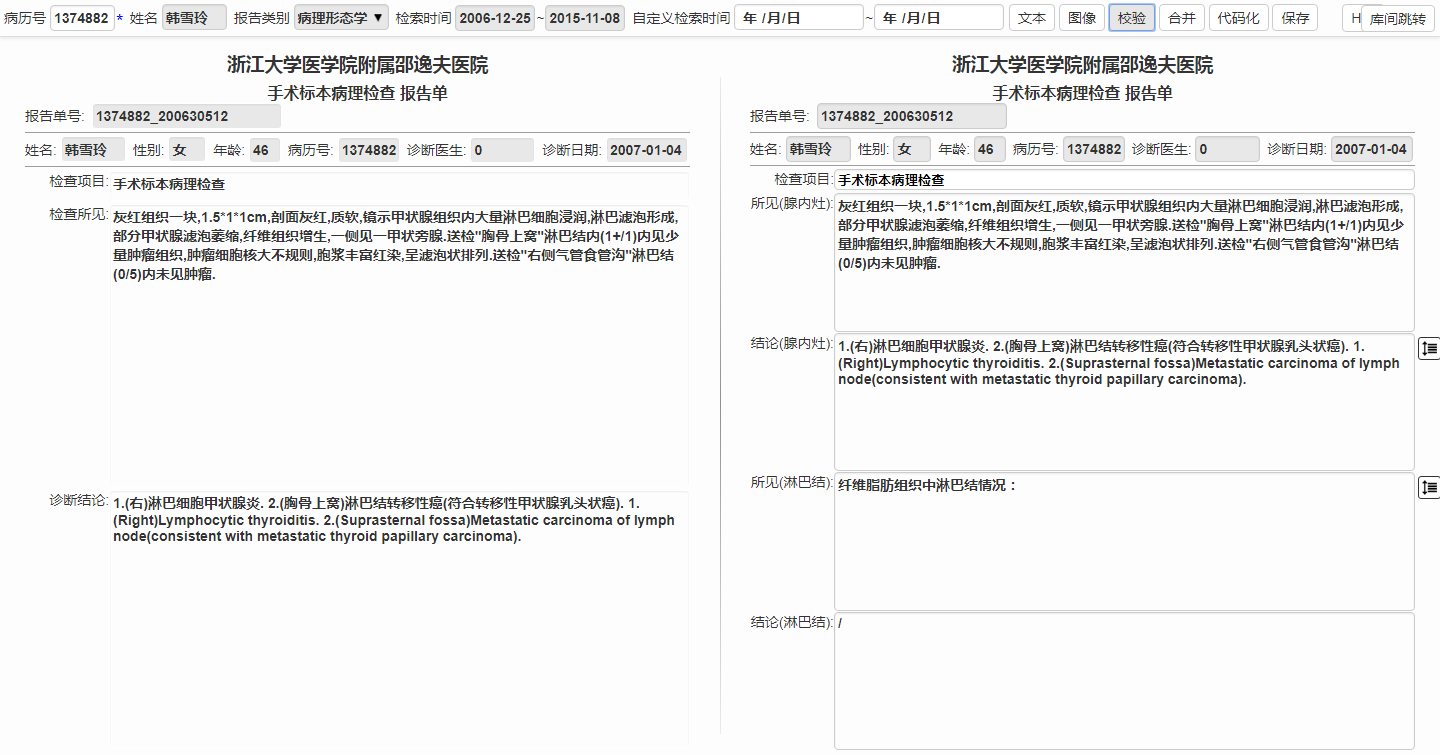 病历号 1374882 * 姓名 韩雪玲 报告类别 病理形态学 ▼ 检索时间 2006-12-25 ~ 2015-11-08 自定义检索时间 年 /月/日 ~ 年 /月/日 文本 图像 校验 合并 代码化 保存 H 库间跳转
浙江大学医学院附属邵逸夫医院
手术标本病理检查 报告单
报告单号: 1374882_200630512
姓名: 韩雪玲 性别: 女 年龄: 46 病历号: 1374882 诊断医生: 0 诊断日期: 2007-01-04
检查项目: 手术标本病理检查
检查所见: 灰红组织一块,1.5*1*1cm,剖面灰红,质软,镜示甲状腺组织内大量淋巴细胞浸润,淋巴滤泡形成,
部分甲状腺滤泡萎缩,纤维组织增生,一侧见一甲状旁腺.送检"胸骨上窝"淋巴结内(1+/1)内见少
量肿瘤组织,肿瘤细胞核大不规则,胞浆丰富红染,呈滤泡状排列.送检"右侧气管食管沟"淋巴结
(0/5)内未见肿瘤.
诊断结论: 1.(右)淋巴细胞甲状腺炎. 2.(胸骨上窝)淋巴结转移性癌(符合转移性甲状腺乳头状癌). 1.
(Right)Lymphocytic thyroiditis. 2.(Suprasternal fossa)Metastatic carcinoma of lymph
node(consistent with metastatic thyroid papillary carcinoma).
浙江大学医学院附属邵逸夫医院
手术标本病理检查 报告单
报告单号: 1374882_200630512
姓名: 韩雪玲 性别: 女 年龄: 46 病历号: 1374882 诊断医生: 0 诊断日期: 2007-01-04
检查项目: 手术标本病理检查
所见(腺内灶): 灰红组织一块,1.5*1*1cm,剖面灰红,质软,镜示甲状腺组织内大量淋巴细胞浸润,淋巴滤泡形成,
部分甲状腺滤泡萎缩,纤维组织增生,一侧见一甲状旁腺.送检"胸骨上窝"淋巴结内(1+/1)内见少
量肿瘤组织,肿瘤细胞核大不规则,胞浆丰富红染,呈滤泡状排列.送检"右侧气管食管沟"淋巴结
(0/5)内未见肿瘤.
结论(腺内灶): 1.(右)淋巴细胞甲状腺炎. 2.(胸骨上窝)淋巴结转移性癌(符合转移性甲状腺乳头状癌). 1.
(Right)Lymphocytic thyroiditis. 2.(Suprasternal fossa)Metastatic carcinoma of lymph
node(consistent with metastatic thyroid papillary carcinoma).
所见(淋巴结): 纤维脂肪组织中淋巴结情况：
结论(淋巴结): /